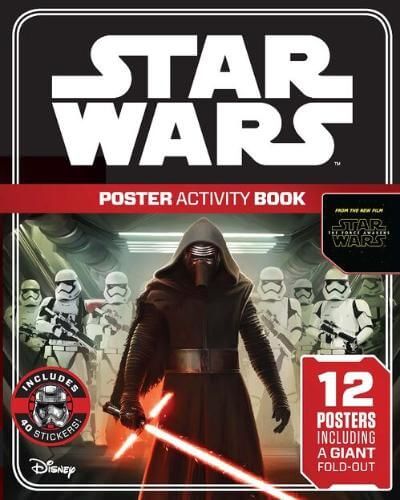 STAR
WARS
™
POSTER ACTIVITY BOOK
FROM THE NEW FILM
STAR
THE FORCE AWAKENS
WARS
INCLUDES
40 STICKERS!
12
POSTERS
INCLUDING
A GIANT
FOLD-OUT
Disney